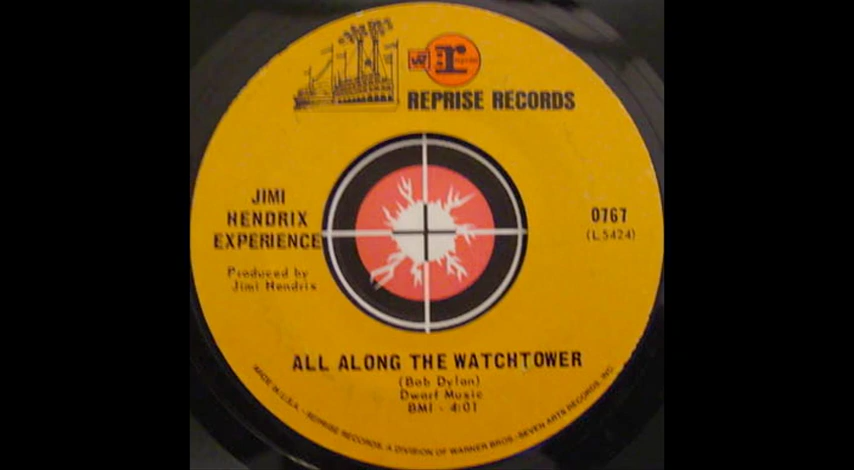 W
r
REPRISE RECORDS
JIMI
HENDRIX
EXPERIENCE
Produced by
Jimi Hendrix
0767
(L,5424)
ALL ALONG THE WATCHTOWER
(Bob Dylan)
Dwarf Music
BMI - 4:01
MADE IN U.S.A. - REPRISE RECORDS, A DIVISION OF WARNER BROS.-SEVEN ARTS RECORDS, INC.